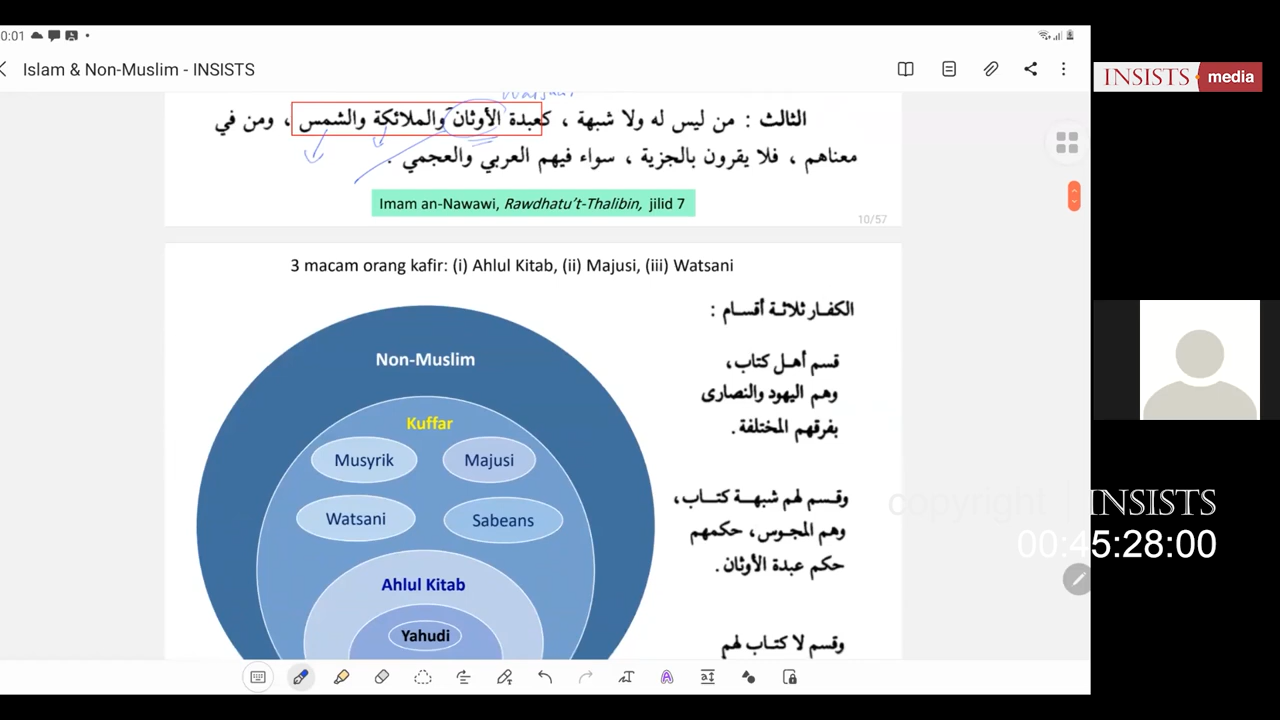 0:01
Islam & Non-Muslim - INSISTS
INSISTS media
الثالث : من ليس له ولا شبهة ، كعبدة الأوثان والملائكة والشمس ، ومن في
معناهم ، فلا يقرون بالجزية ، سواء فيهم العربي والعجمي .
Imam an-Nawawi, Rawdhatu't-Thalibin, jilid 7
10/57
3 macam orang kafir: (i) Ahlul Kitab, (ii) Majusi, (iii) Watsani
الكفار ثلاثة أقسام :
Non-Muslim
قسم أهل كتاب،
وهم اليهود والنصارى
بفرقهم المختلفة.
Kuffar
Musyrik
Majusi
Watsani
Sabeans
وقسم لهم شبهة كتاب،
وهم المجوس، حكمهم
حكم عبدة الأوثان.
Ahlul Kitab
Yahudi
وقسم لا كتاب لهم
copyright | INSISTS
00:45:28:00